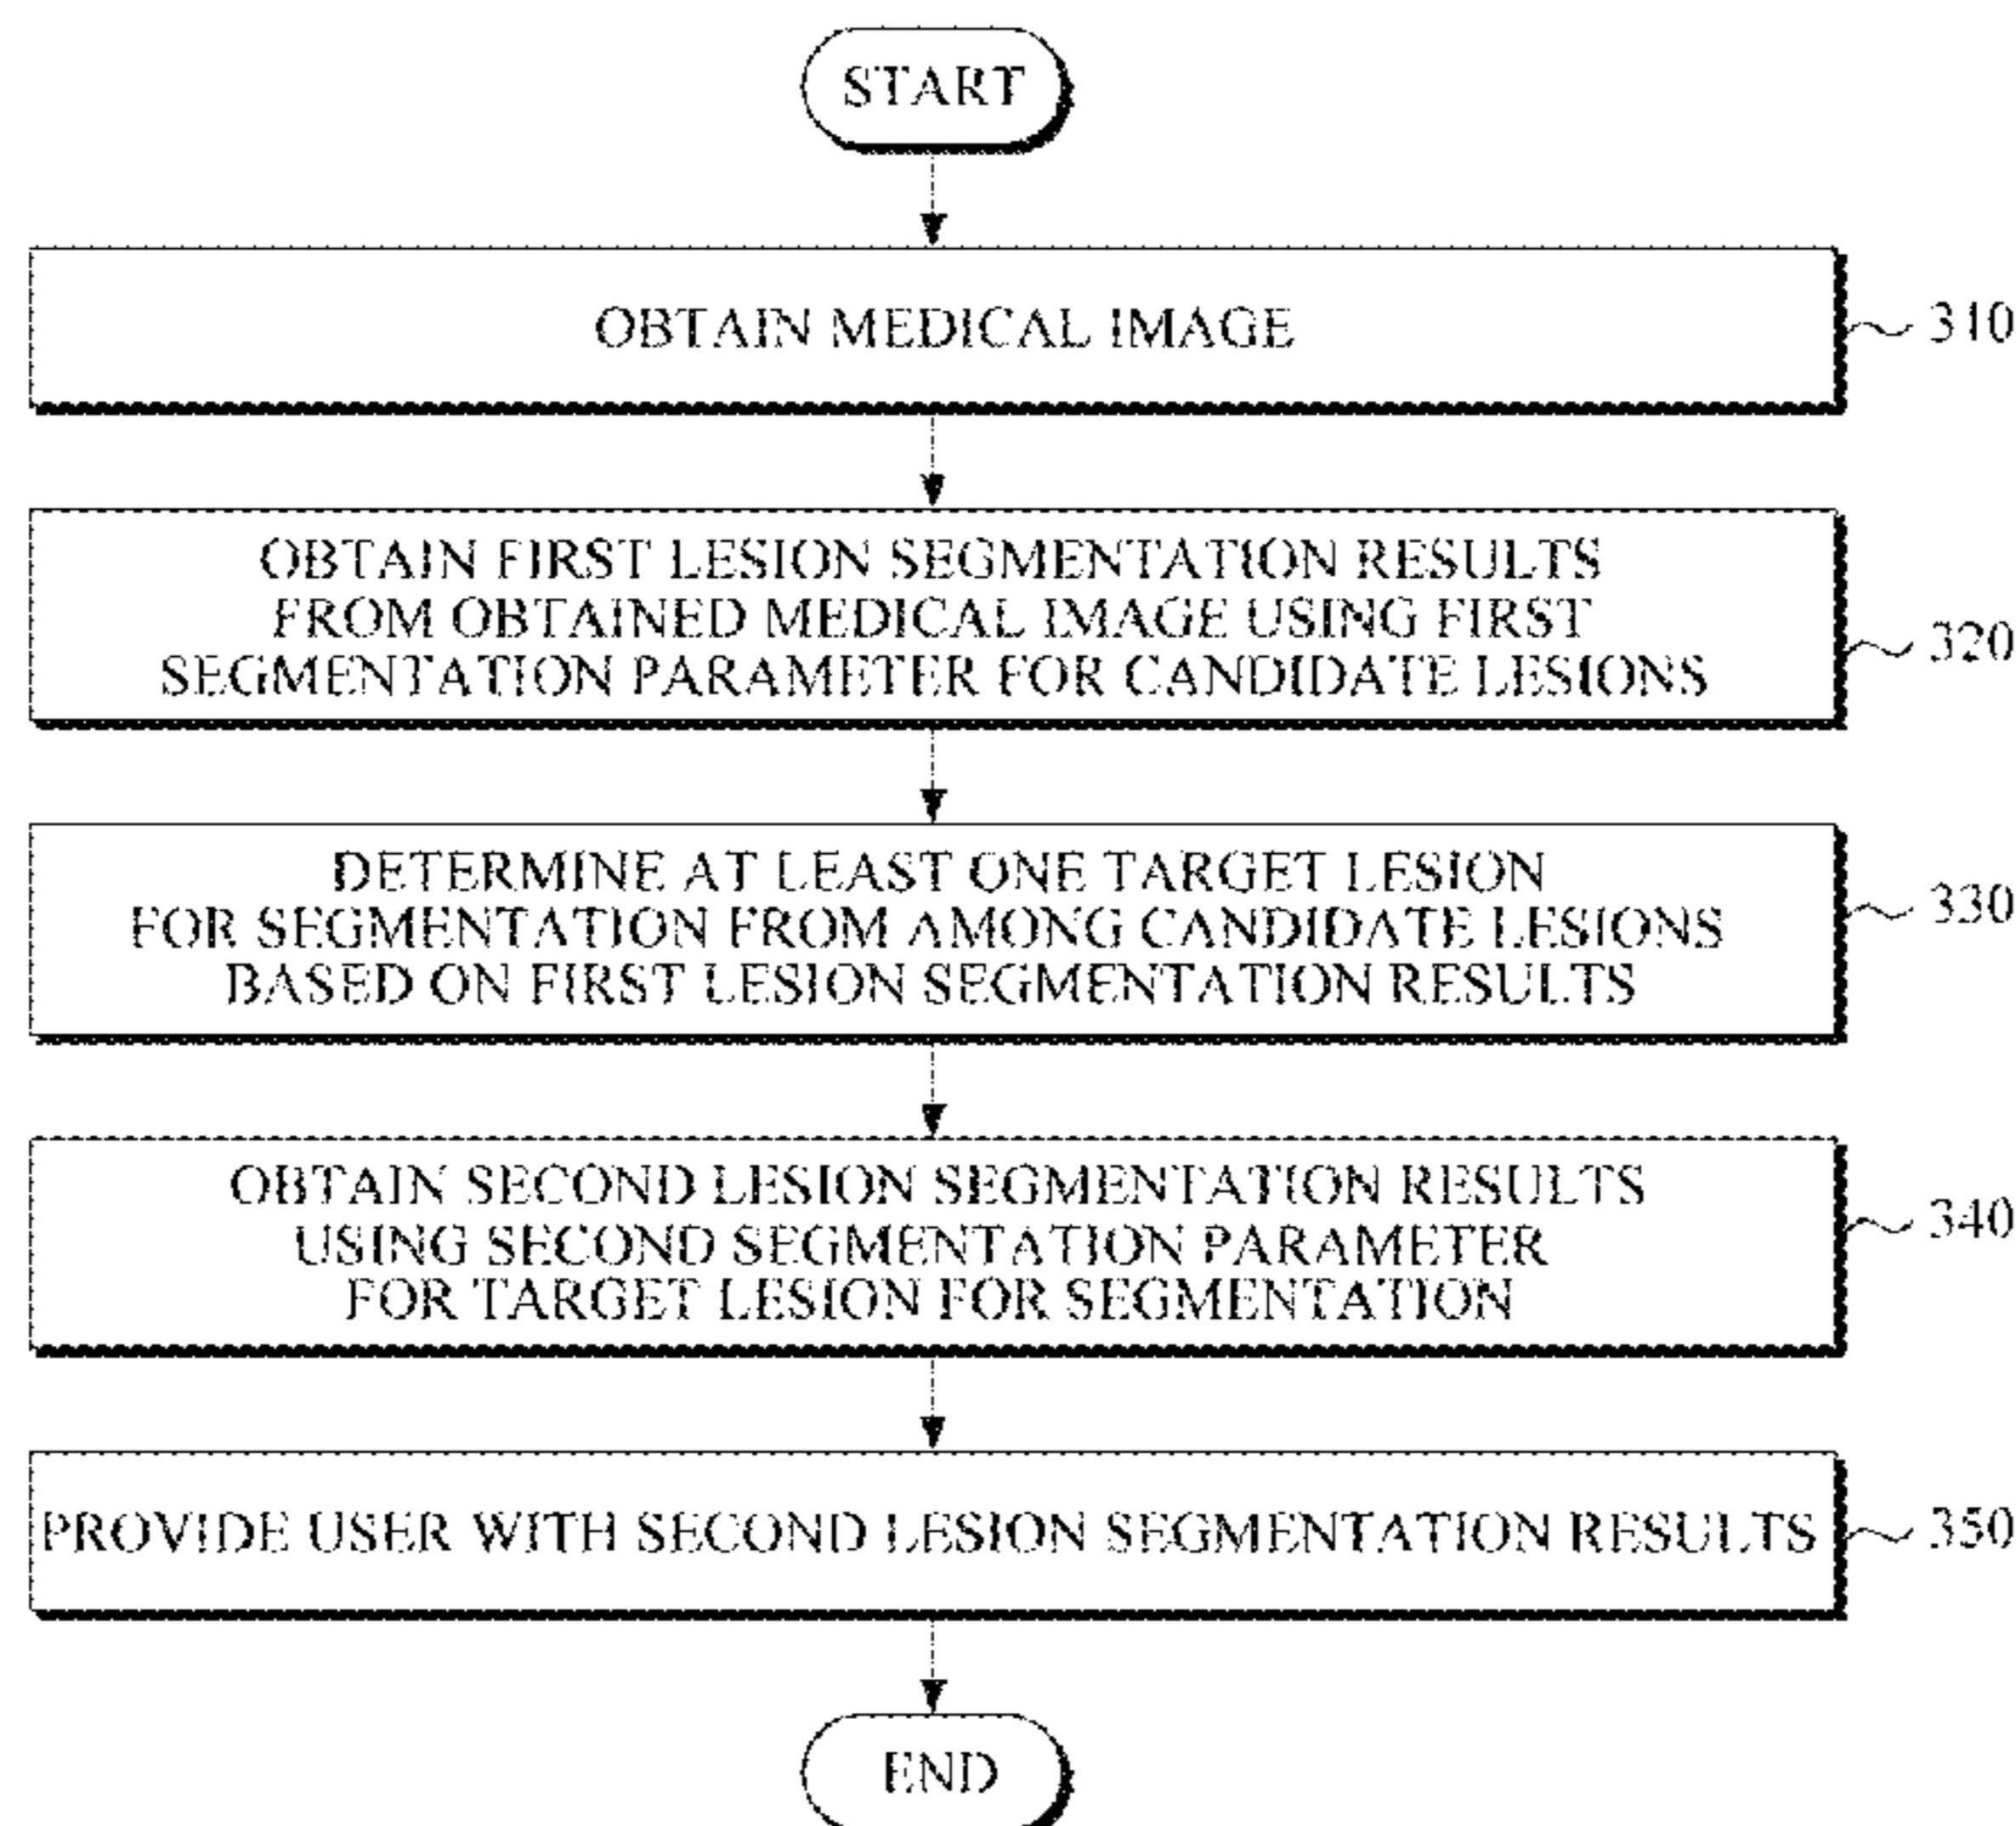 START
OBTAIN MEDICAL IMAGE
310
OBTAIN FIRST LESION SEGMENTATION RESULTS
FROM OBTAINED MEDICAL IMAGE USING FIRST
SEGMENTATION PARAMETER FOR CANDIDATE LESIONS
320
DETERMINE AT LEAST ONE TARGET LESION
FOR SEGMENTATION FROM AMONG CANDIDATE LESIONS
BASED ON FIRST LESION SEGMENTATION RESULTS
330
OBTAIN SECOND LESION SEGMENTATION RESULTS
USING SECOND SEGMENTATION PARAMETER
FOR TARGET LESION FOR SEGMENTATION
340
PROVIDE USER WITH SECOND LESION SEGMENTATION RESULTS
350
END